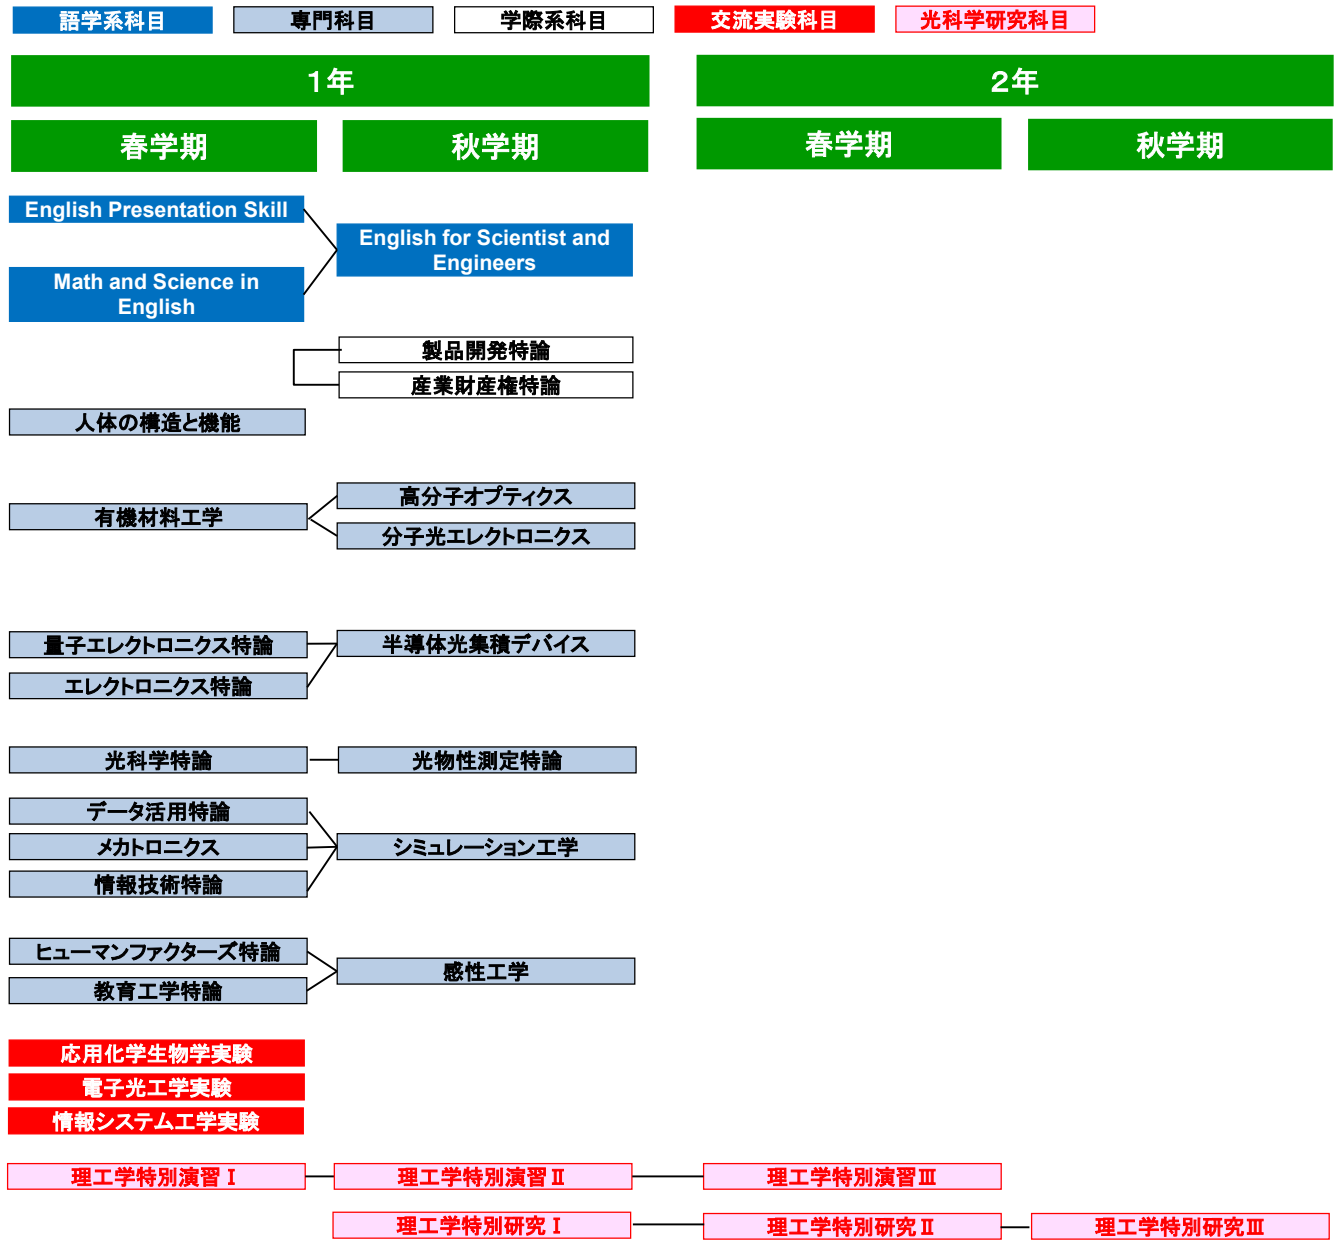 語学系科目
専門科目
学際系科目
交流実験科目
光科学研究科目
1年
2年
春学期
秋学期
春学期
秋学期
English Presentation Skill
English for Scientist and
Engineers
Math and Science in
English
製品開発特論
産業財産権特論
人体の構造と機能
高分子オプティクス
有機材料工学
分子光エレクトロニクス
量子エレクトロニクス特論
半導体光集積デバイス
エレクトロニクス特論
光科学特論
光物性測定特論
データ活用特論
メカトロニクス
シミュレーション工学
情報技術特論
ヒューマンファクターズ特論
感性工学
教育工学特論
応用化学生物学実験
電子光工学実験
情報システム工学実験
理工学特別演習Ⅰ
理工学特別演習Ⅱ
理工学特別演習Ⅲ
理工学特別研究Ⅰ
理工学特別研究Ⅱ
理工学特別研究Ⅲ